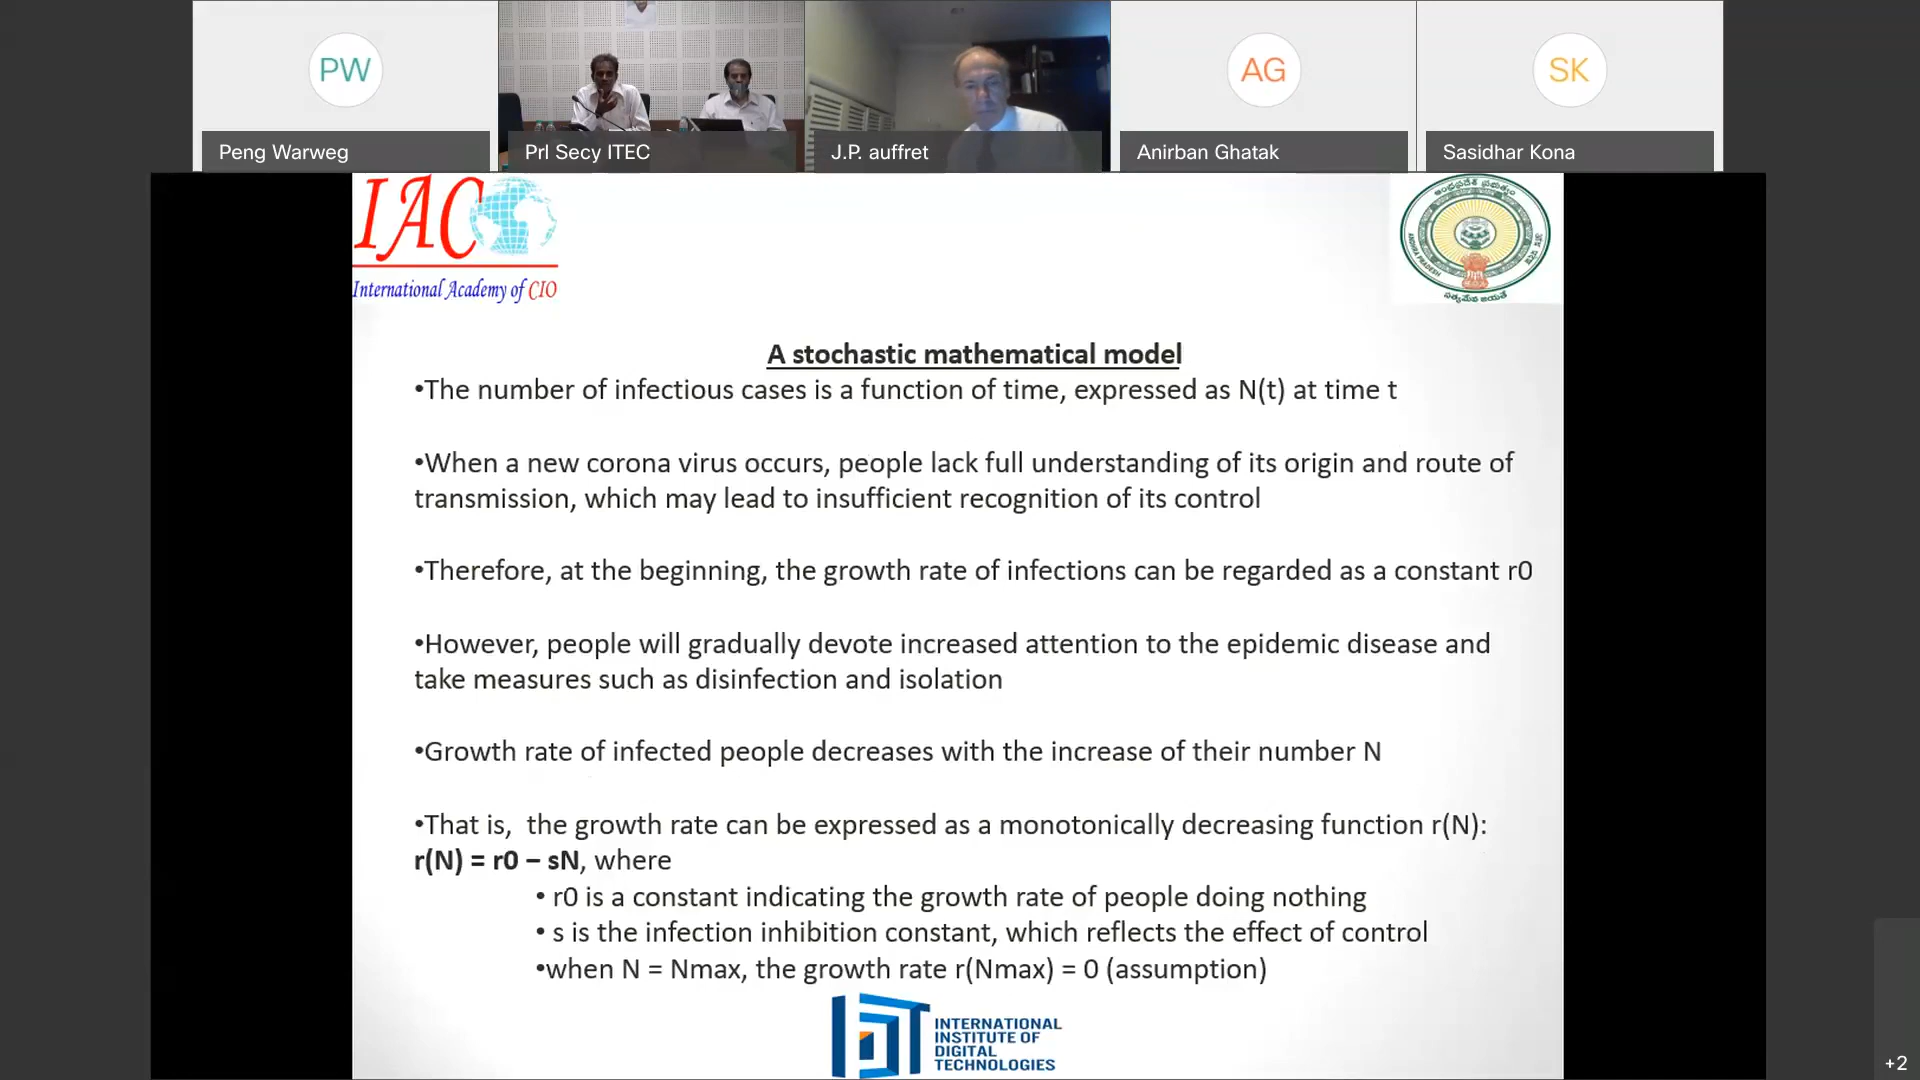 PW
AG
SK
Peng Warweg
Prl Secy ITEC
J.P. auffret
Anirban Ghatak
Sasidhar Kona
IAC
International Academy of CIO
ఆంధ్రప్రదేశ్ ప్రభుత్వం
ANDHRA PRADESH
సత్యమేవ జయతే
A stochastic mathematical model
•The number of infectious cases is a function of time, expressed as N(t) at time t
•When a new corona virus occurs, people lack full understanding of its origin and route of
transmission, which may lead to insufficient recognition of its control
•Therefore, at the beginning, the growth rate of infections can be regarded as a constant r0
•However, people will gradually devote increased attention to the epidemic disease and
take measures such as disinfection and isolation
•Growth rate of infected people decreases with the increase of their number N
•That is,  the growth rate can be expressed as a monotonically decreasing function r(N):
r(N) = r0 – sN, where
• r0 is a constant indicating the growth rate of people doing nothing
• s is the infection inhibition constant, which reflects the effect of control
•when N = Nmax, the growth rate r(Nmax) = 0 (assumption)
INTERNATIONAL
INSTITUTE OF
DIGITAL
TECHNOLOGIES
+2